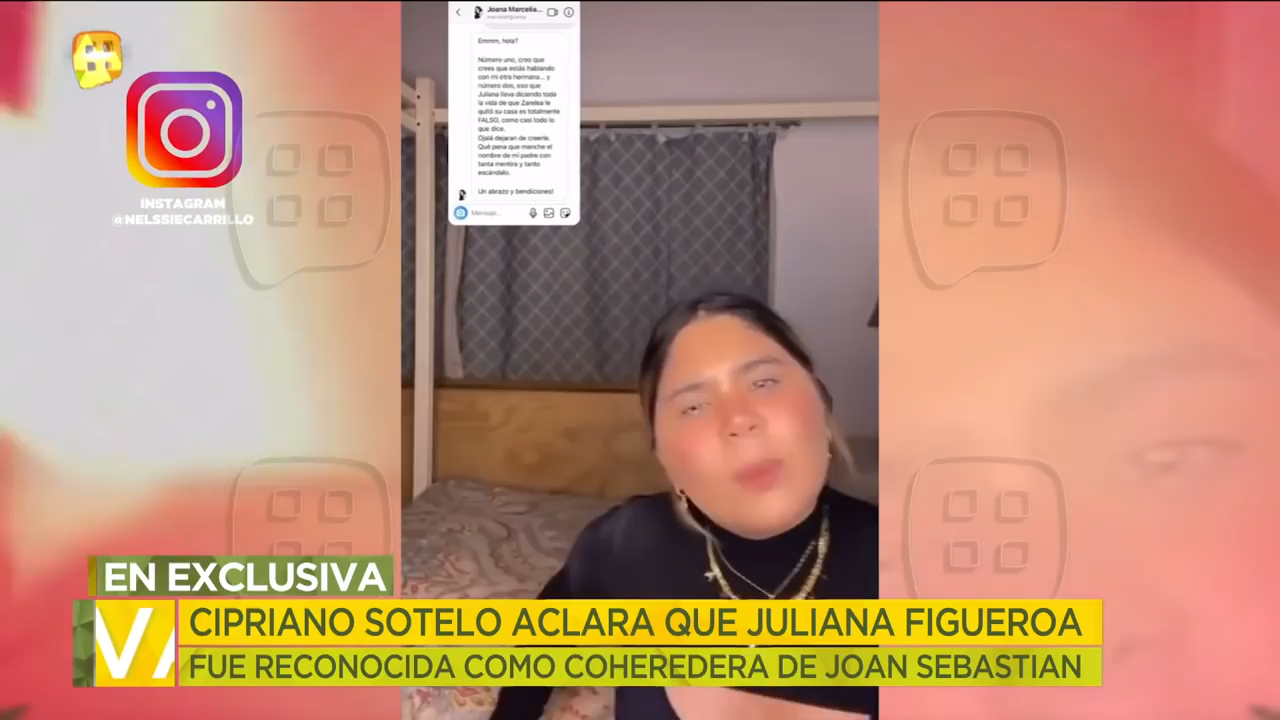 Joana Marcelia...
INSTAGRAM
@NELSSIECARRILLO
Emmm, hola?
Número uno, creo que
crees que estás hablando
con mi otra hermana... y
número dos, eso que
Juliana lleva diciendo toda
la vida de que Zarelea le
quitó su casa es totalmente
FALSO, como casi todo lo
que dice.
Ojalá dejaran de creerle.
Qué pena que manche el
nombre de mi padre con
tanta mentira y tanto
escándalo.
Un abrazo y bendiciones!
Mensaje...
EN EXCLUSIVA
CIPRIANO SOTELO ACLARA QUE JULIANA FIGUEROA
FUE RECONOCIDA COMO COHEREDERA DE JOAN SEBASTIAN